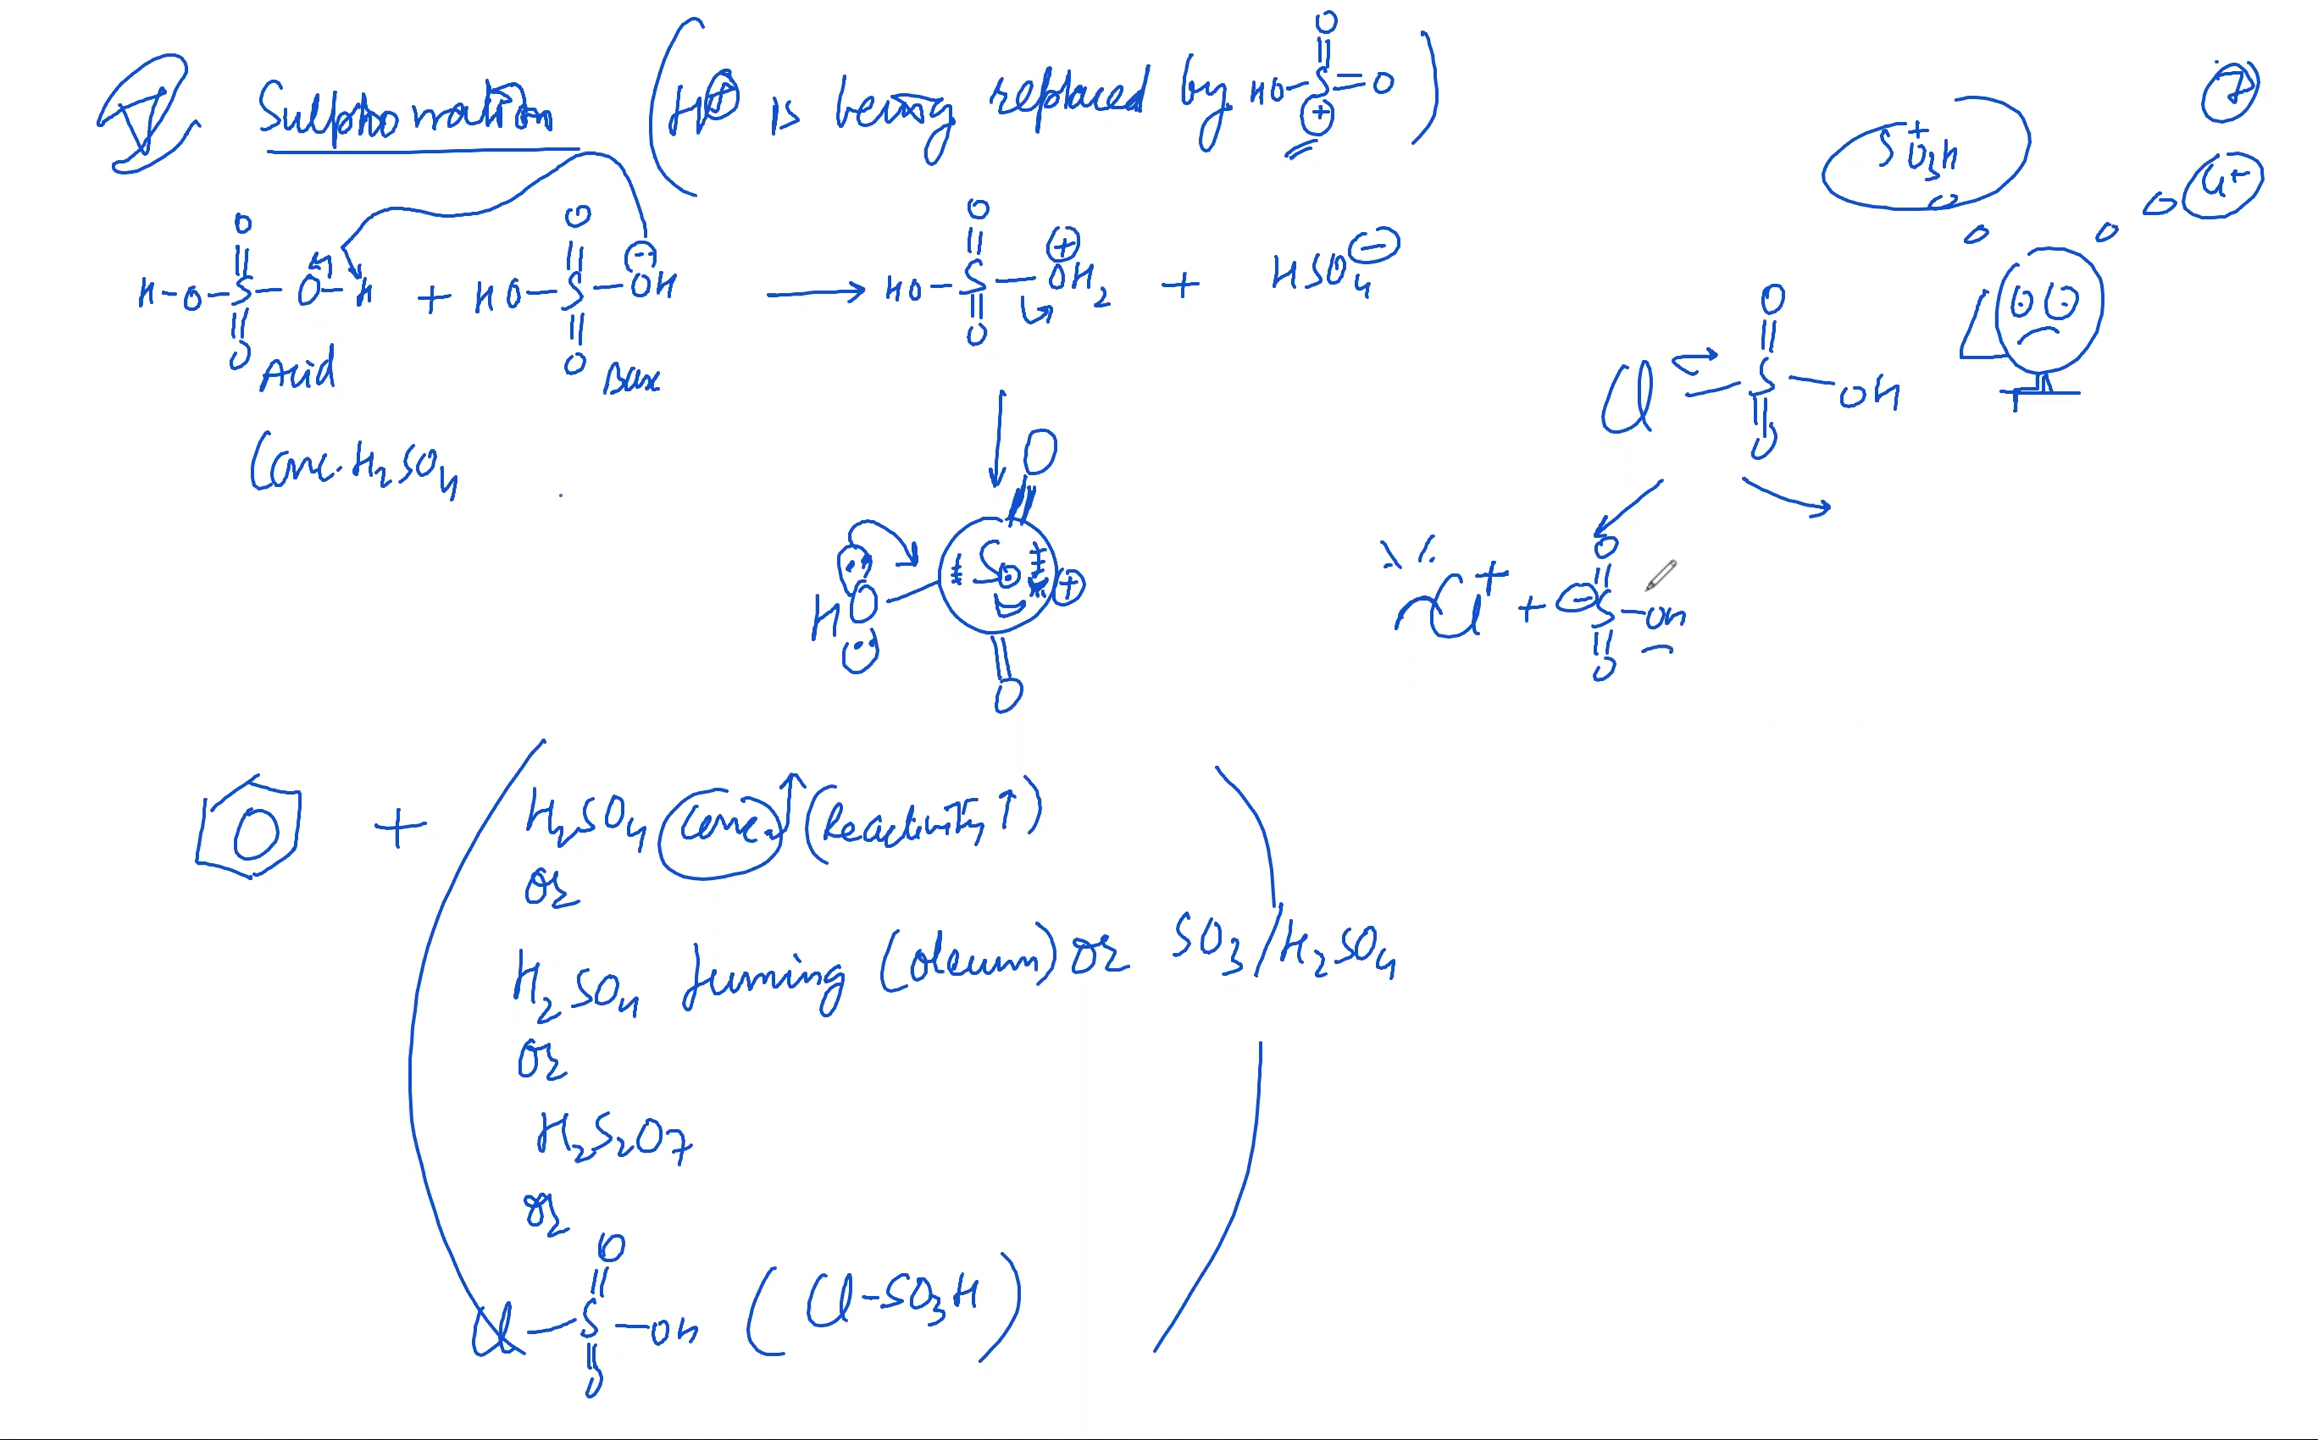 V Sulphonation (H⊕ is being replaced by HO-S(=O)=O ⊕)
SO3H +
Cl+
H-O-S(=O)(=O)-O-H + HO-S(=O)(=O)-OH → HO-S(=O)(=O)-OH2 ⊕ + HSO4 ⊖
Acid Base
Conc. H2SO4
Cl-S(=O)(=O)-OH
HO-S(=O)(=O) ⊕
1%
Cl+ + ⊖S(=O)(=O)-OH
+ H2SO4 conc ↑ (Reactivity ↑)
Or
H2SO4 fuming (oleum) or SO3/H2SO4
Or
H2S2O7
or
Cl-S(=O)(=O)-OH (Cl-SO3H)